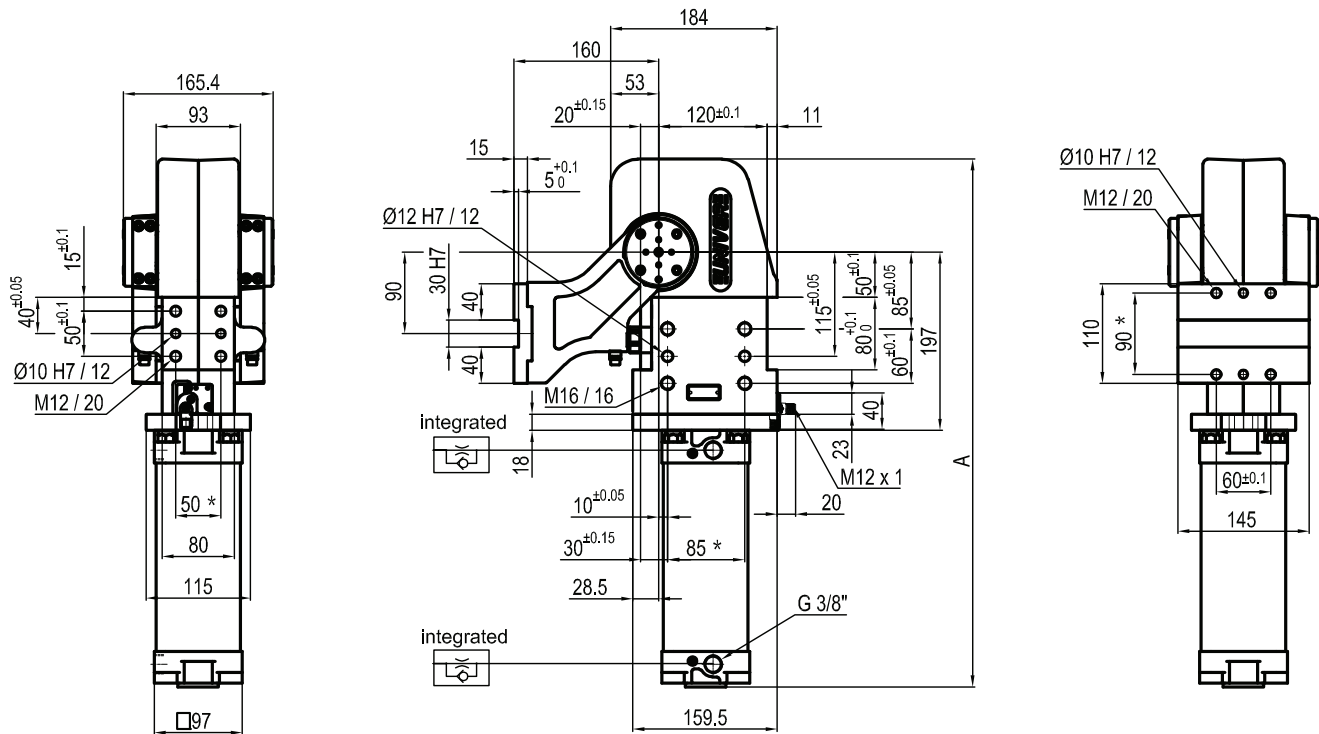 165.4
93
15±0.1
40±0.05
50±0.1
Ø10 H7 / 12
M12 / 20
50 *
80
115
□97
184
160
53
20±0.15
120±0.1
11
15
5 +0.1 0
Ø12 H7 / 12
90
30 H7
40
40
M16 / 16
integrated
18
115±0.05
50±0.1
85±0.05
80 +0.1 0
60±0.1
197
40
23
M12 x 1
20
A
10±0.05
30±0.15
85 *
28.5
G 3/8"
integrated
159.5
Ø10 H7 / 12
M12 / 20
110
90 *
60±0.1
145